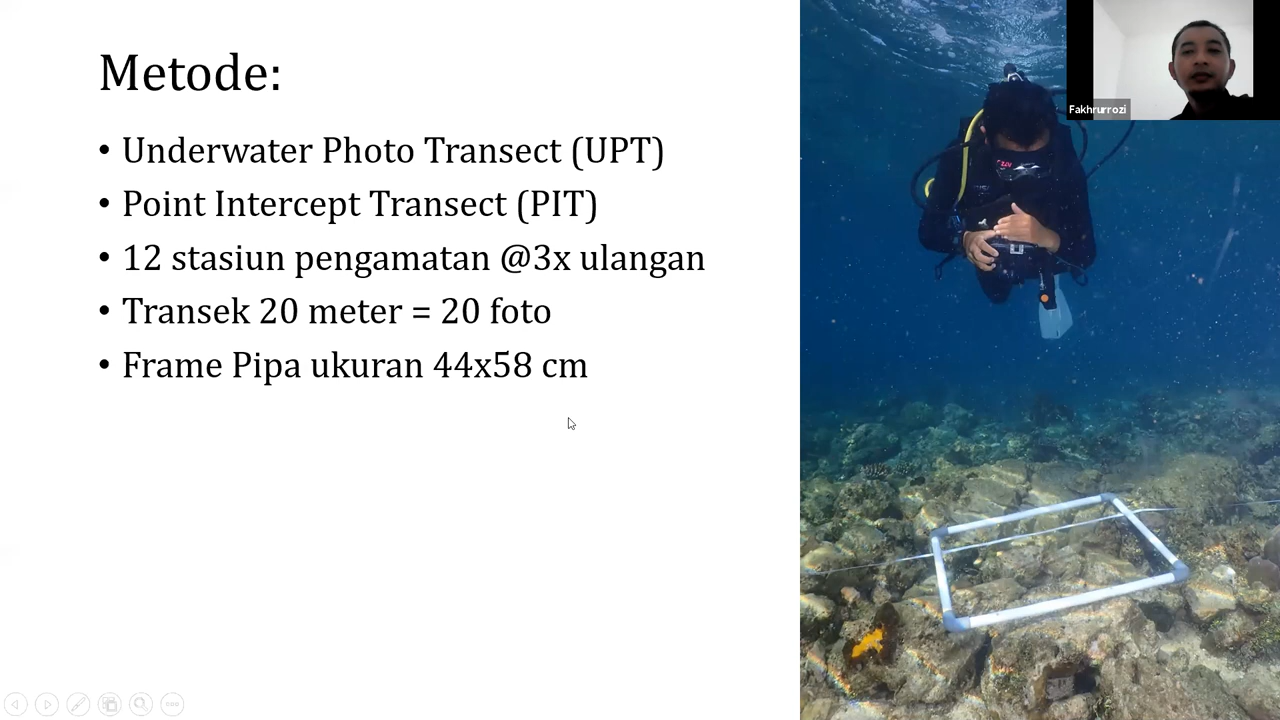 Metode:
• Underwater Photo Transect (UPT)
• Point Intercept Transect (PIT)
• 12 stasiun pengamatan @3x ulangan
• Transek 20 meter = 20 foto
• Frame Pipa ukuran 44x58 cm
Fakhrurrozi